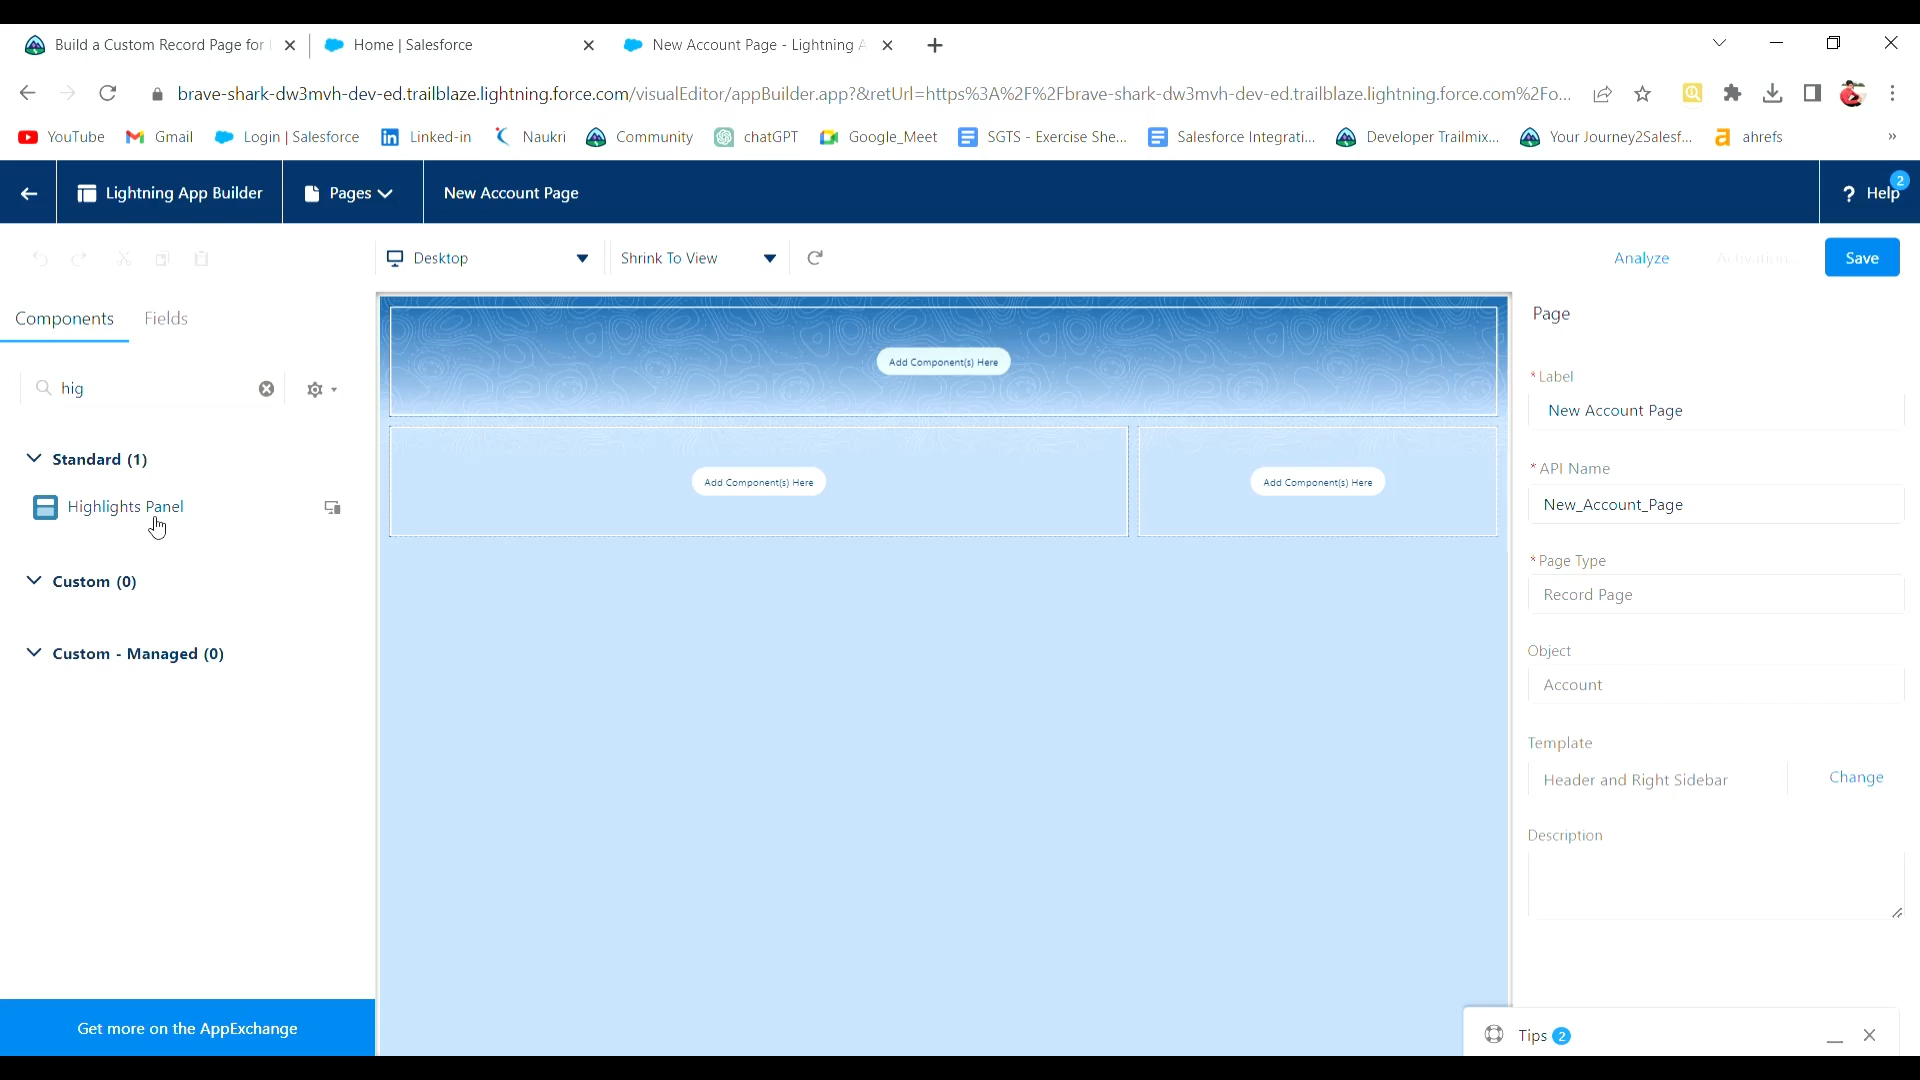 Build a Custom Record Page for
Home | Salesforce
New Account Page - Lightning A
brave-shark-dw3mvh-dev-ed.trailblaze.lightning.force.com/visualEditor/appBuilder.app?&retUrl=https%3A%2F%2Fbrave-shark-dw3mvh-dev-ed.trailblaze.lightning.force.com%2Fo...
YouTube
Gmail
Login | Salesforce
Linked-in
Naukri
Community
chatGPT
Google_Meet
SGTS - Exercise She...
Salesforce Integrati...
Developer Trailmix...
Your Journey2Salesf...
ahrefs
»
Lightning App Builder
Pages
New Account Page
? Help
2
Desktop
Shrink To View
Analyze
Activation...
Save
Components
Fields
hig
Standard (1)
Highlights Panel
Custom (0)
Custom - Managed (0)
Get more on the AppExchange
Add Component(s) Here
Add Component(s) Here
Add Component(s) Here
Page
*Label
New Account Page
*API Name
New_Account_Page
*Page Type
Record Page
Object
Account
Template
Header and Right Sidebar
Change
Description
Tips 2